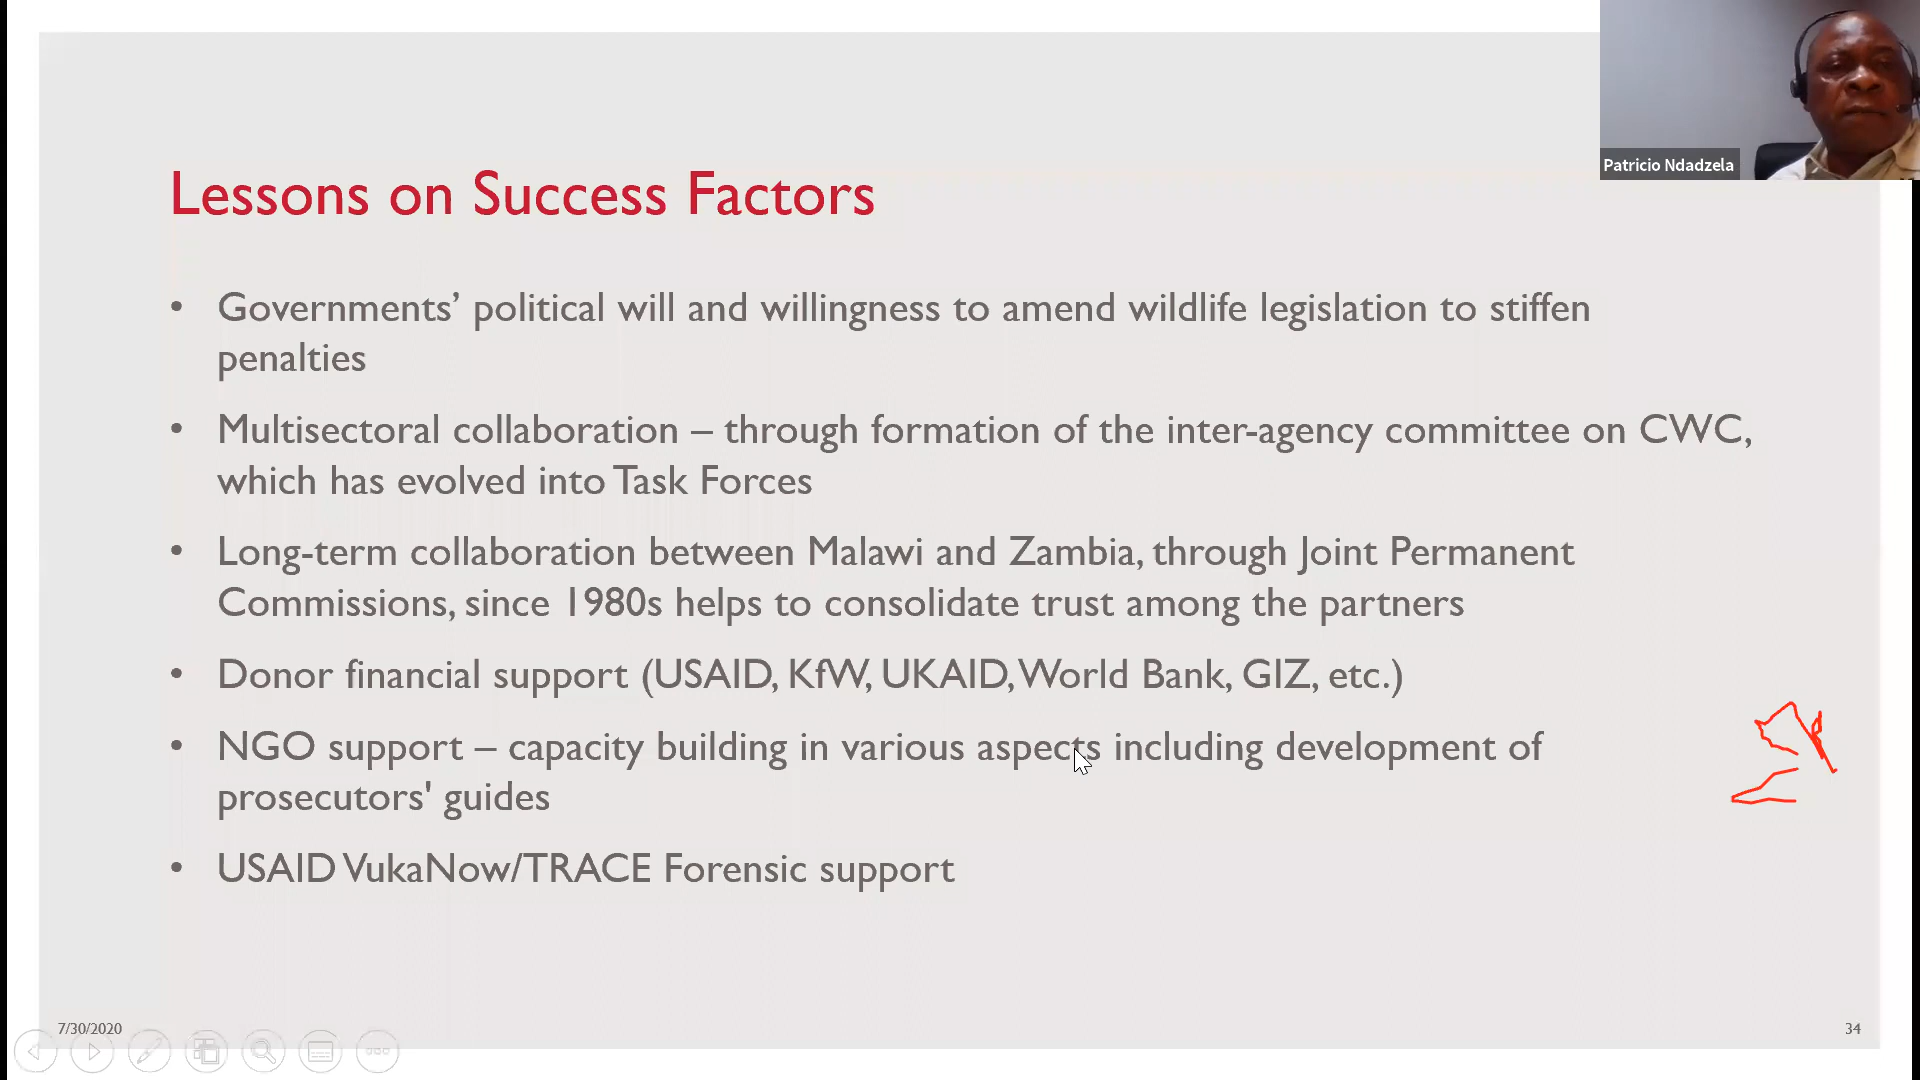 Patricio Ndadzela
Lessons on Success Factors
• Governments’ political will and willingness to amend wildlife legislation to stiffen
penalties
• Multisectoral collaboration – through formation of the inter-agency committee on CWC,
which has evolved into Task Forces
• Long-term collaboration between Malawi and Zambia, through Joint Permanent
Commissions, since 1980s helps to consolidate trust among the partners
• Donor financial support (USAID, KfW, UKAID, World Bank, GIZ, etc.)
• NGO support – capacity building in various aspects including development of
prosecutors' guides
• USAID VukaNow/TRACE Forensic support
7/30/2020
34